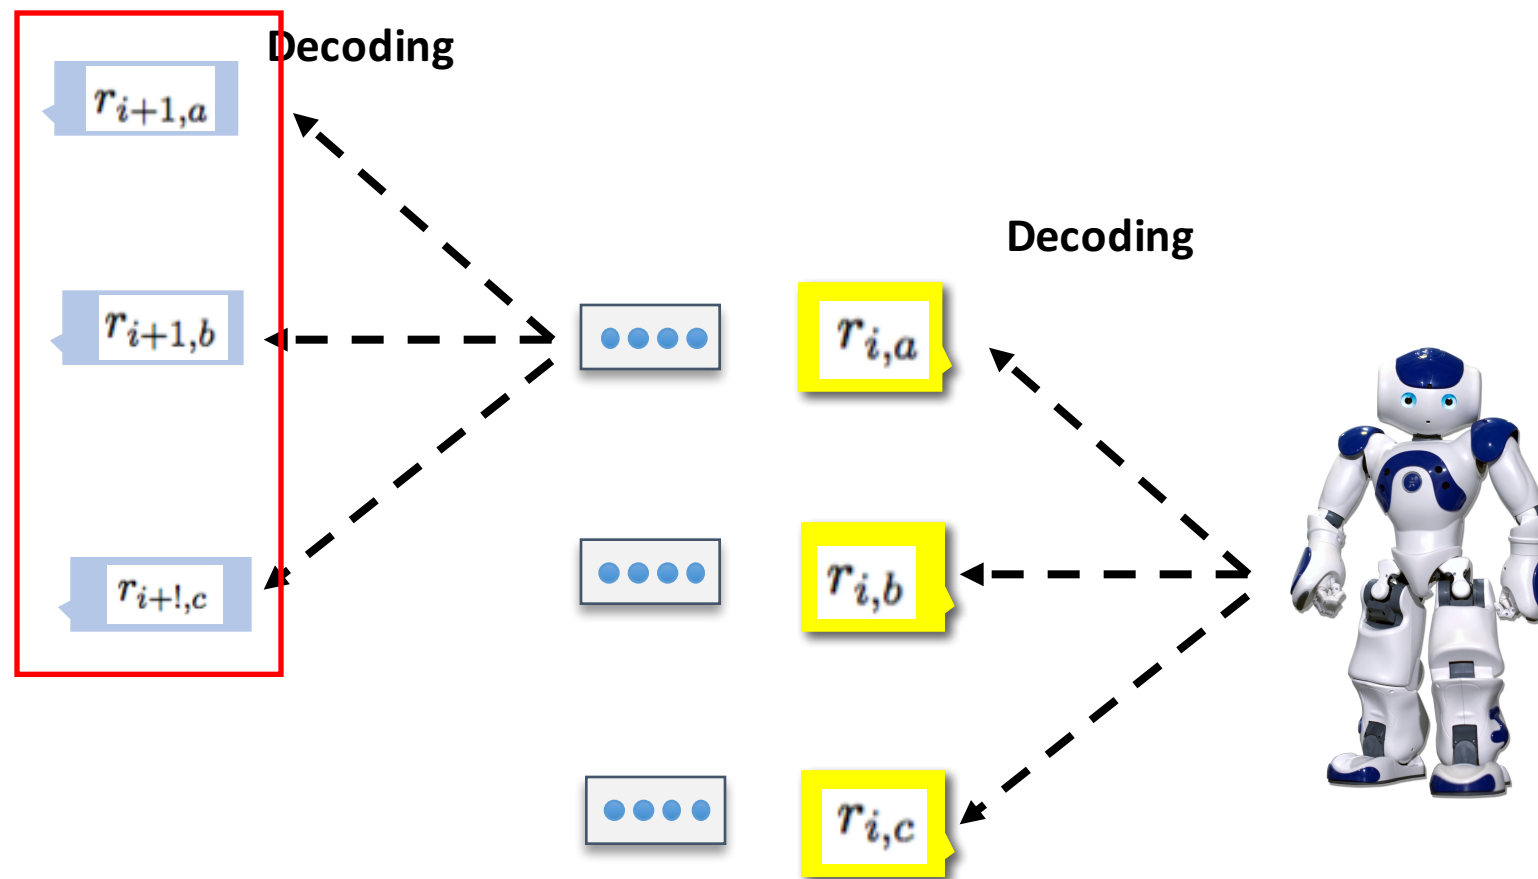 Decoding
r_{i+1,a}
Decoding
r_{i+1,b}
r_{i,a}
r_{i+!,c}
r_{i,b}
r_{i,c}